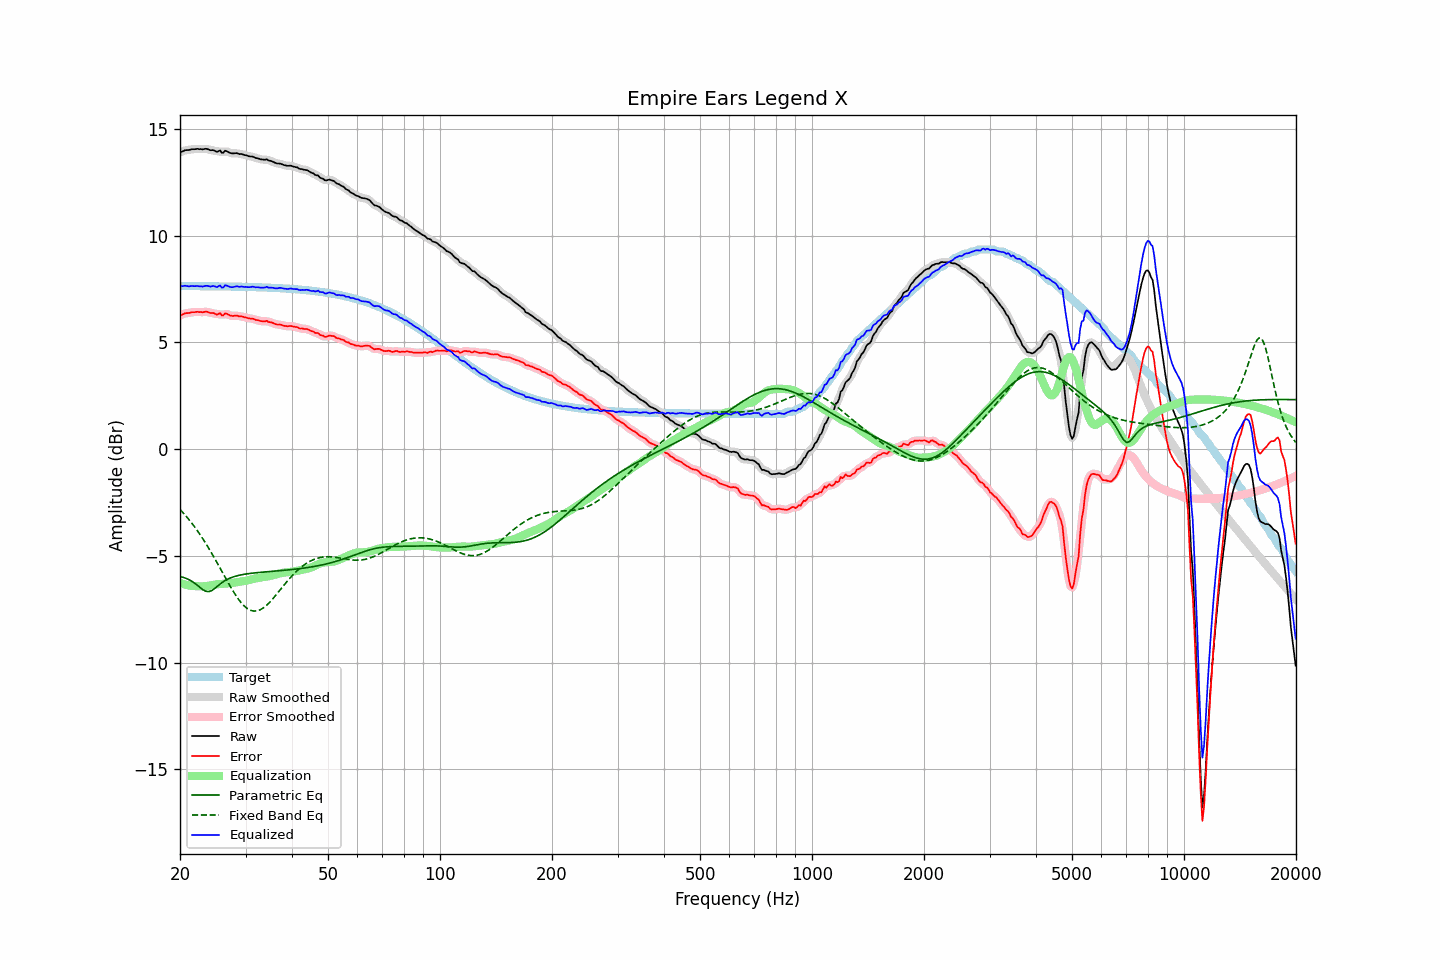 Empire Ears Legend X
Amplitude (dBr)
15
10
5
0
−5
−10
−15
Target
Raw Smoothed
Error Smoothed
Raw
Error
Equalization
Parametric Eq
Fixed Band Eq
Equalized
20 50 100 200 500 1000 2000 5000 10000 20000
Frequency (Hz)